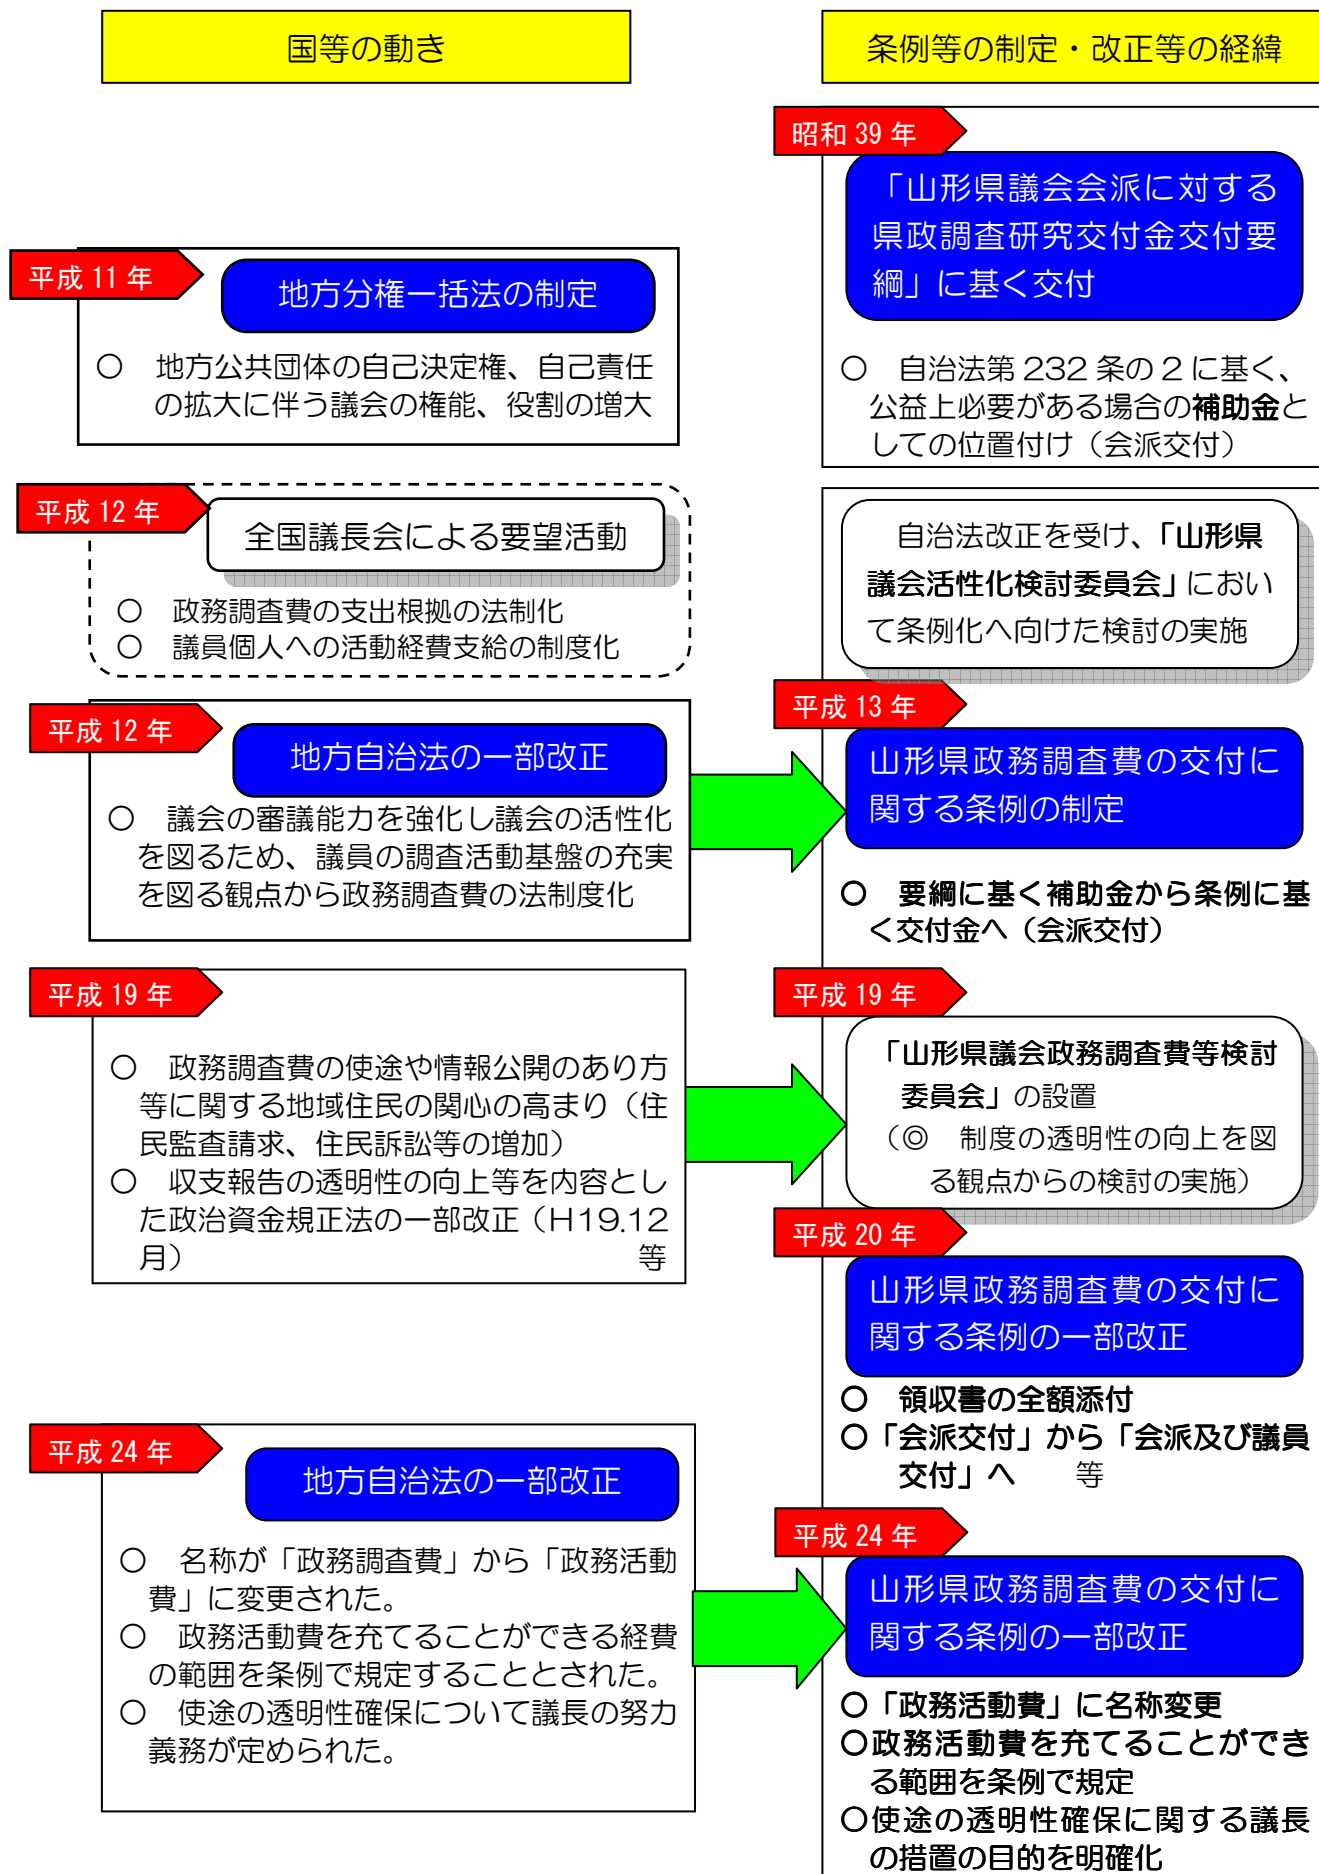 国等の動き
条例等の制定・改正等の経緯
昭和 39 年
「山形県議会会派に対する
県政調査研究交付金交付要
綱」に基く交付
○　自治法第 232 条の 2 に基く、
公益上必要がある場合の補助金と
しての位置付け（会派交付）
平成 11 年
地方分権一括法の制定
○　地方公共団体の自己決定権、自己責任
の拡大に伴う議会の権能、役割の増大
平成 12 年
全国議長会による要望活動
○　政務調査費の支出根拠の法制化
○　議員個人への活動経費支給の制度化
自治法改正を受け、「山形県
議会活性化検討委員会」におい
て条例化へ向けた検討の実施
平成 12 年
地方自治法の一部改正
○　議会の審議能力を強化し議会の活性化
を図るため、議員の調査活動基盤の充実
を図る観点から政務調査費の法制度化
平成 13 年
山形県政務調査費の交付に
関する条例の制定
○　要綱に基く補助金から条例に基
く交付金へ（会派交付）
平成 19 年
○　政務調査費の使途や情報公開のあり方
等に関する地域住民の関心の高まり（住
民監査請求、住民訴訟等の増加）
○　収支報告の透明性の向上等を内容とし
た政治資金規正法の一部改正（H19.12
月）　等
平成 19 年
「山形県議会政務調査費等検討
委員会」の設置
（◎　制度の透明性の向上を図
る観点からの検討の実施）
平成 20 年
山形県政務調査費の交付に
関する条例の一部改正
○　領収書の全額添付
○「会派交付」から「会派及び議員
交付」へ　　等
平成 24 年
地方自治法の一部改正
○　名称が「政務調査費」から「政務活動
費」に変更された。
○　政務活動費を充てることができる経費
の範囲を条例で規定することとされた。
○　使途の透明性確保について議長の努力
義務が定められた。
平成 24 年
山形県政務調査費の交付に
関する条例の一部改正
○「政務活動費」に名称変更
○政務活動費を充てることができ
る範囲を条例で規定
○使途の透明性確保に関する議長
の措置の目的を明確化